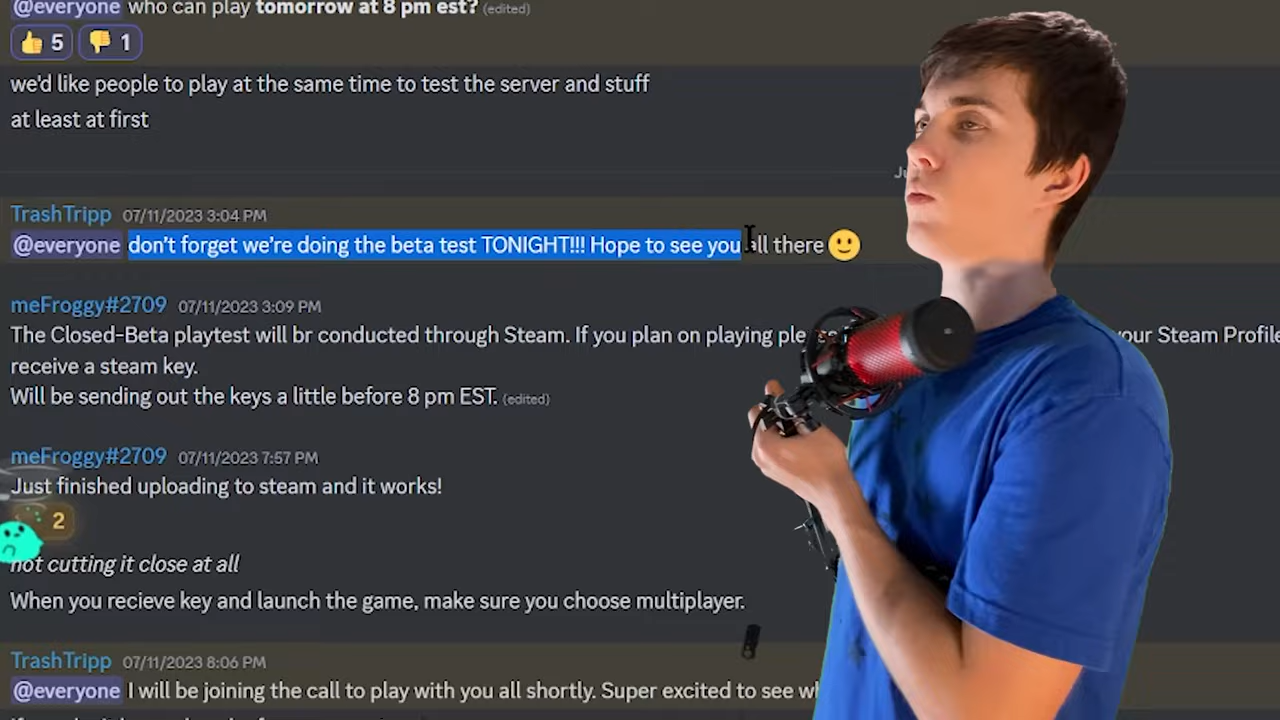 @everyone who can play tomorrow at 8 pm est? (edited)
5 1
we'd like people to play at the same time to test the server and stuff
at least at first
TrashTripp 07/11/2023 3:04 PM
@everyone don't forget we're doing the beta test TONIGHT!!! Hope to see you all there
meFroggy#2709 07/11/2023 3:09 PM
The Closed-Beta playtest will br conducted through Steam. If you plan on playing your Steam Profile
receive a steam key.
Will be sending out the keys a little before 8 pm EST. (edited)
meFroggy#2709 07/11/2023 7:57 PM
Just finished uploading to steam and it works!
2
not cutting it close at all
When you recieve key and launch the game, make sure you choose multiplayer.
TrashTripp 07/11/2023 8:06 PM
@everyone I will be joining the call to play with you all shortly. Super excited to see